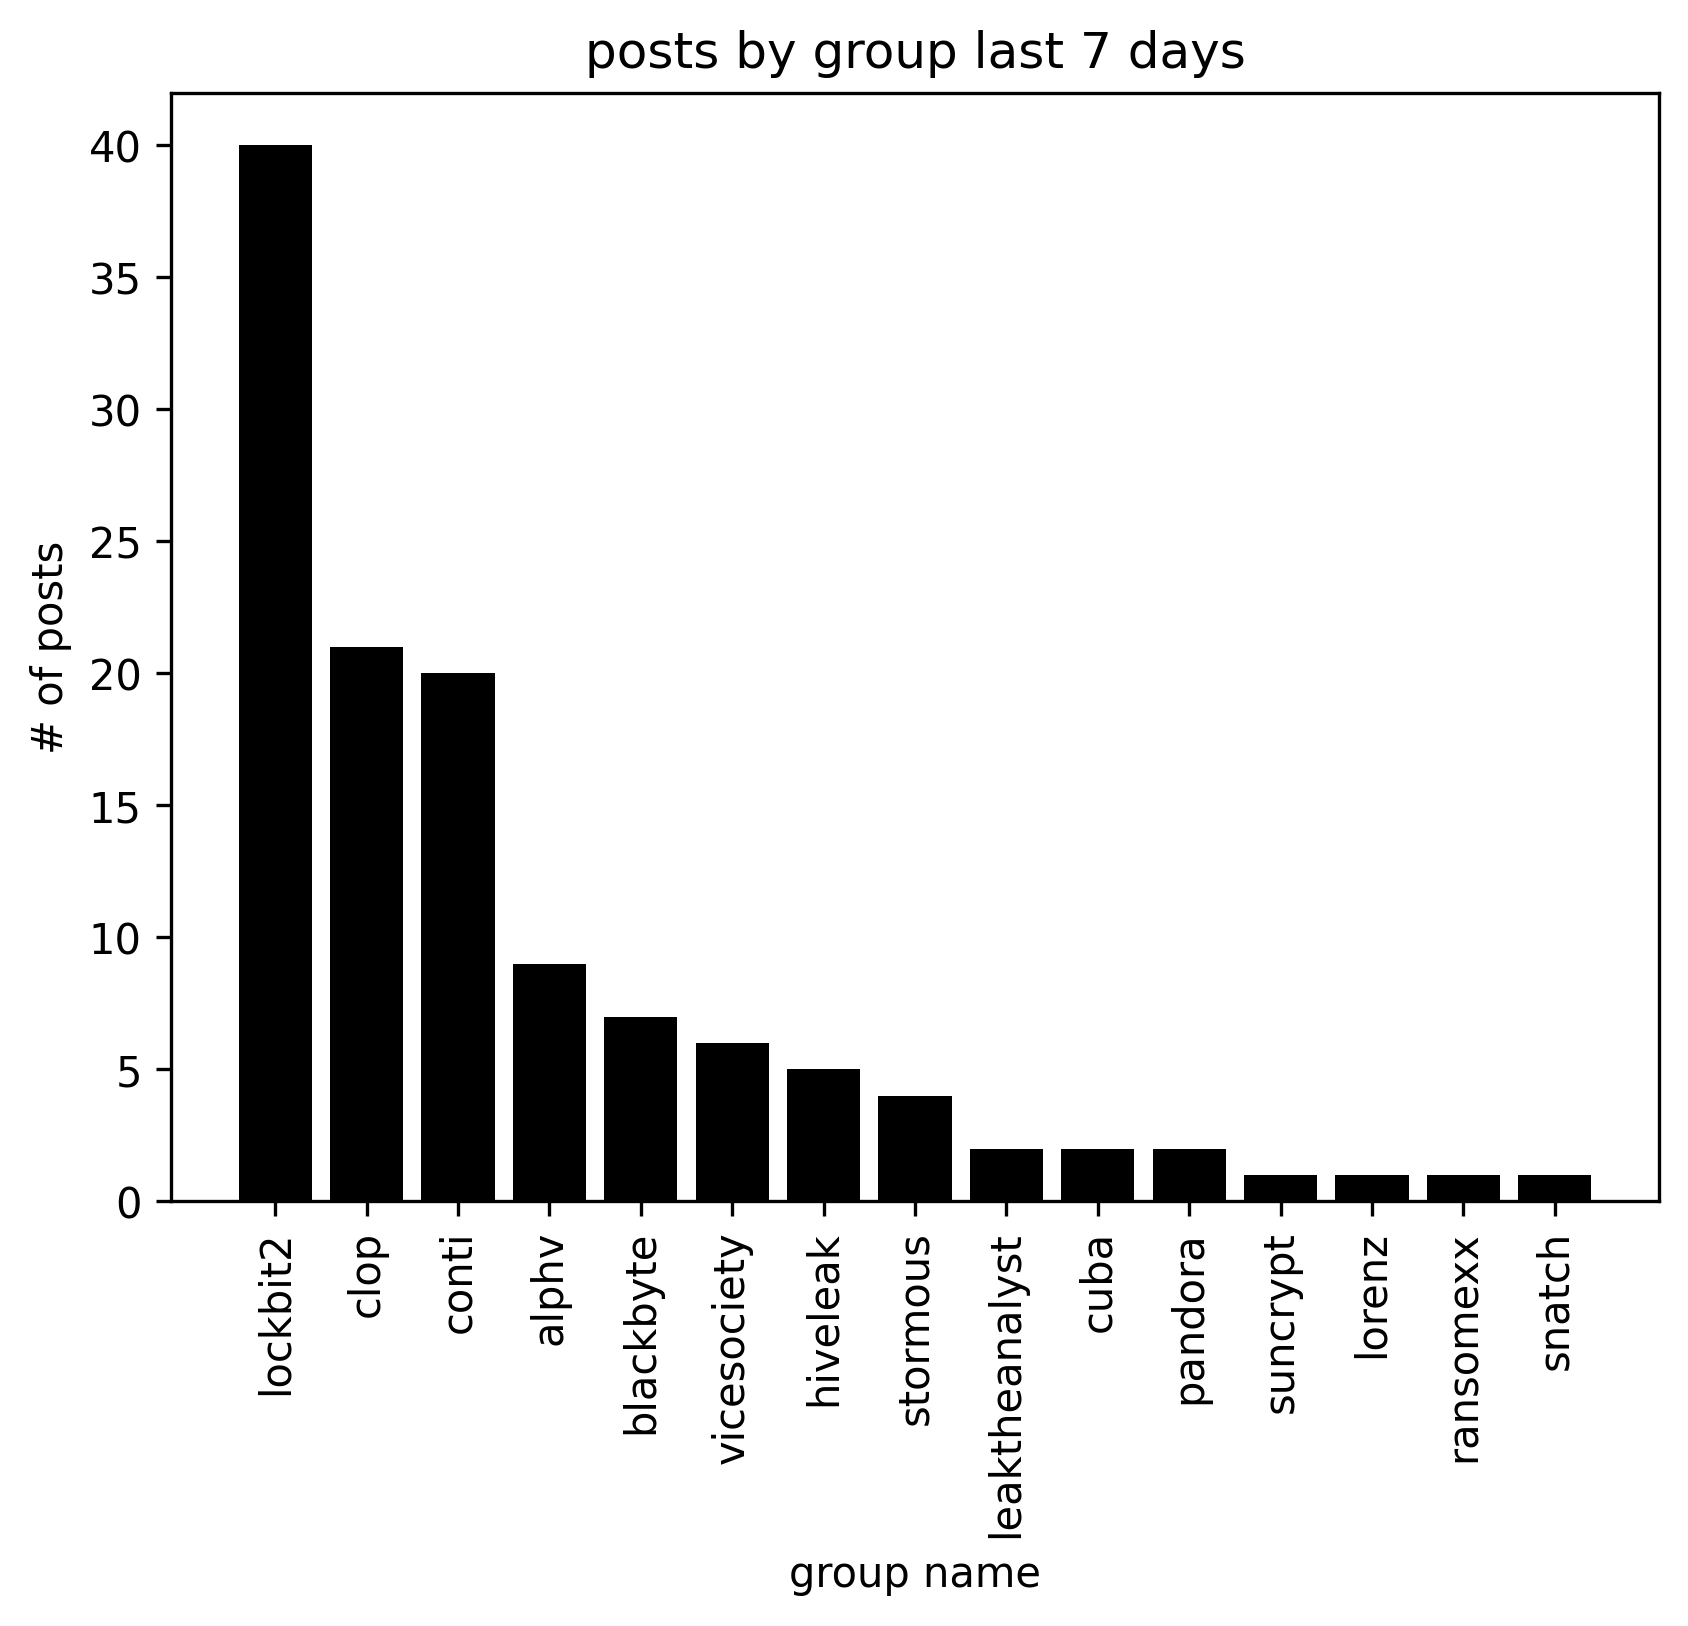 posts by group last 7 days
# of posts
40
35
30
25
20
15
10
5
0
lockbit2
clop
conti
alphv
blackbyte
vicesociety
hiveleak
stormous
leaktheanalyst
cuba
pandora
suncrypt
lorenz
ransomexx
snatch
group name